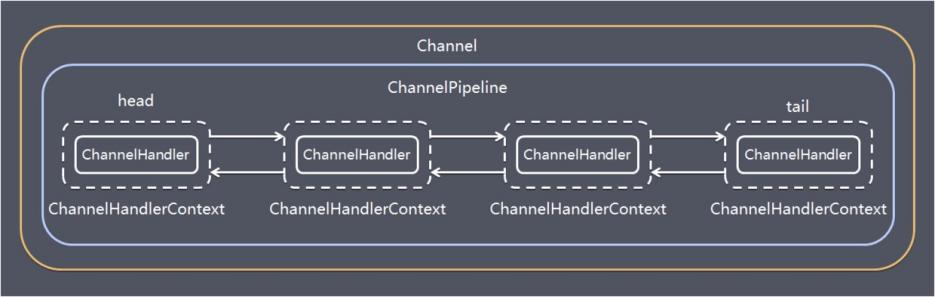 Channel
ChannelPipeline
head
tail
ChannelHandler ChannelHandler ChannelHandler ChannelHandler
ChannelHandlerContext ChannelHandlerContext ChannelHandlerContext ChannelHandlerContext